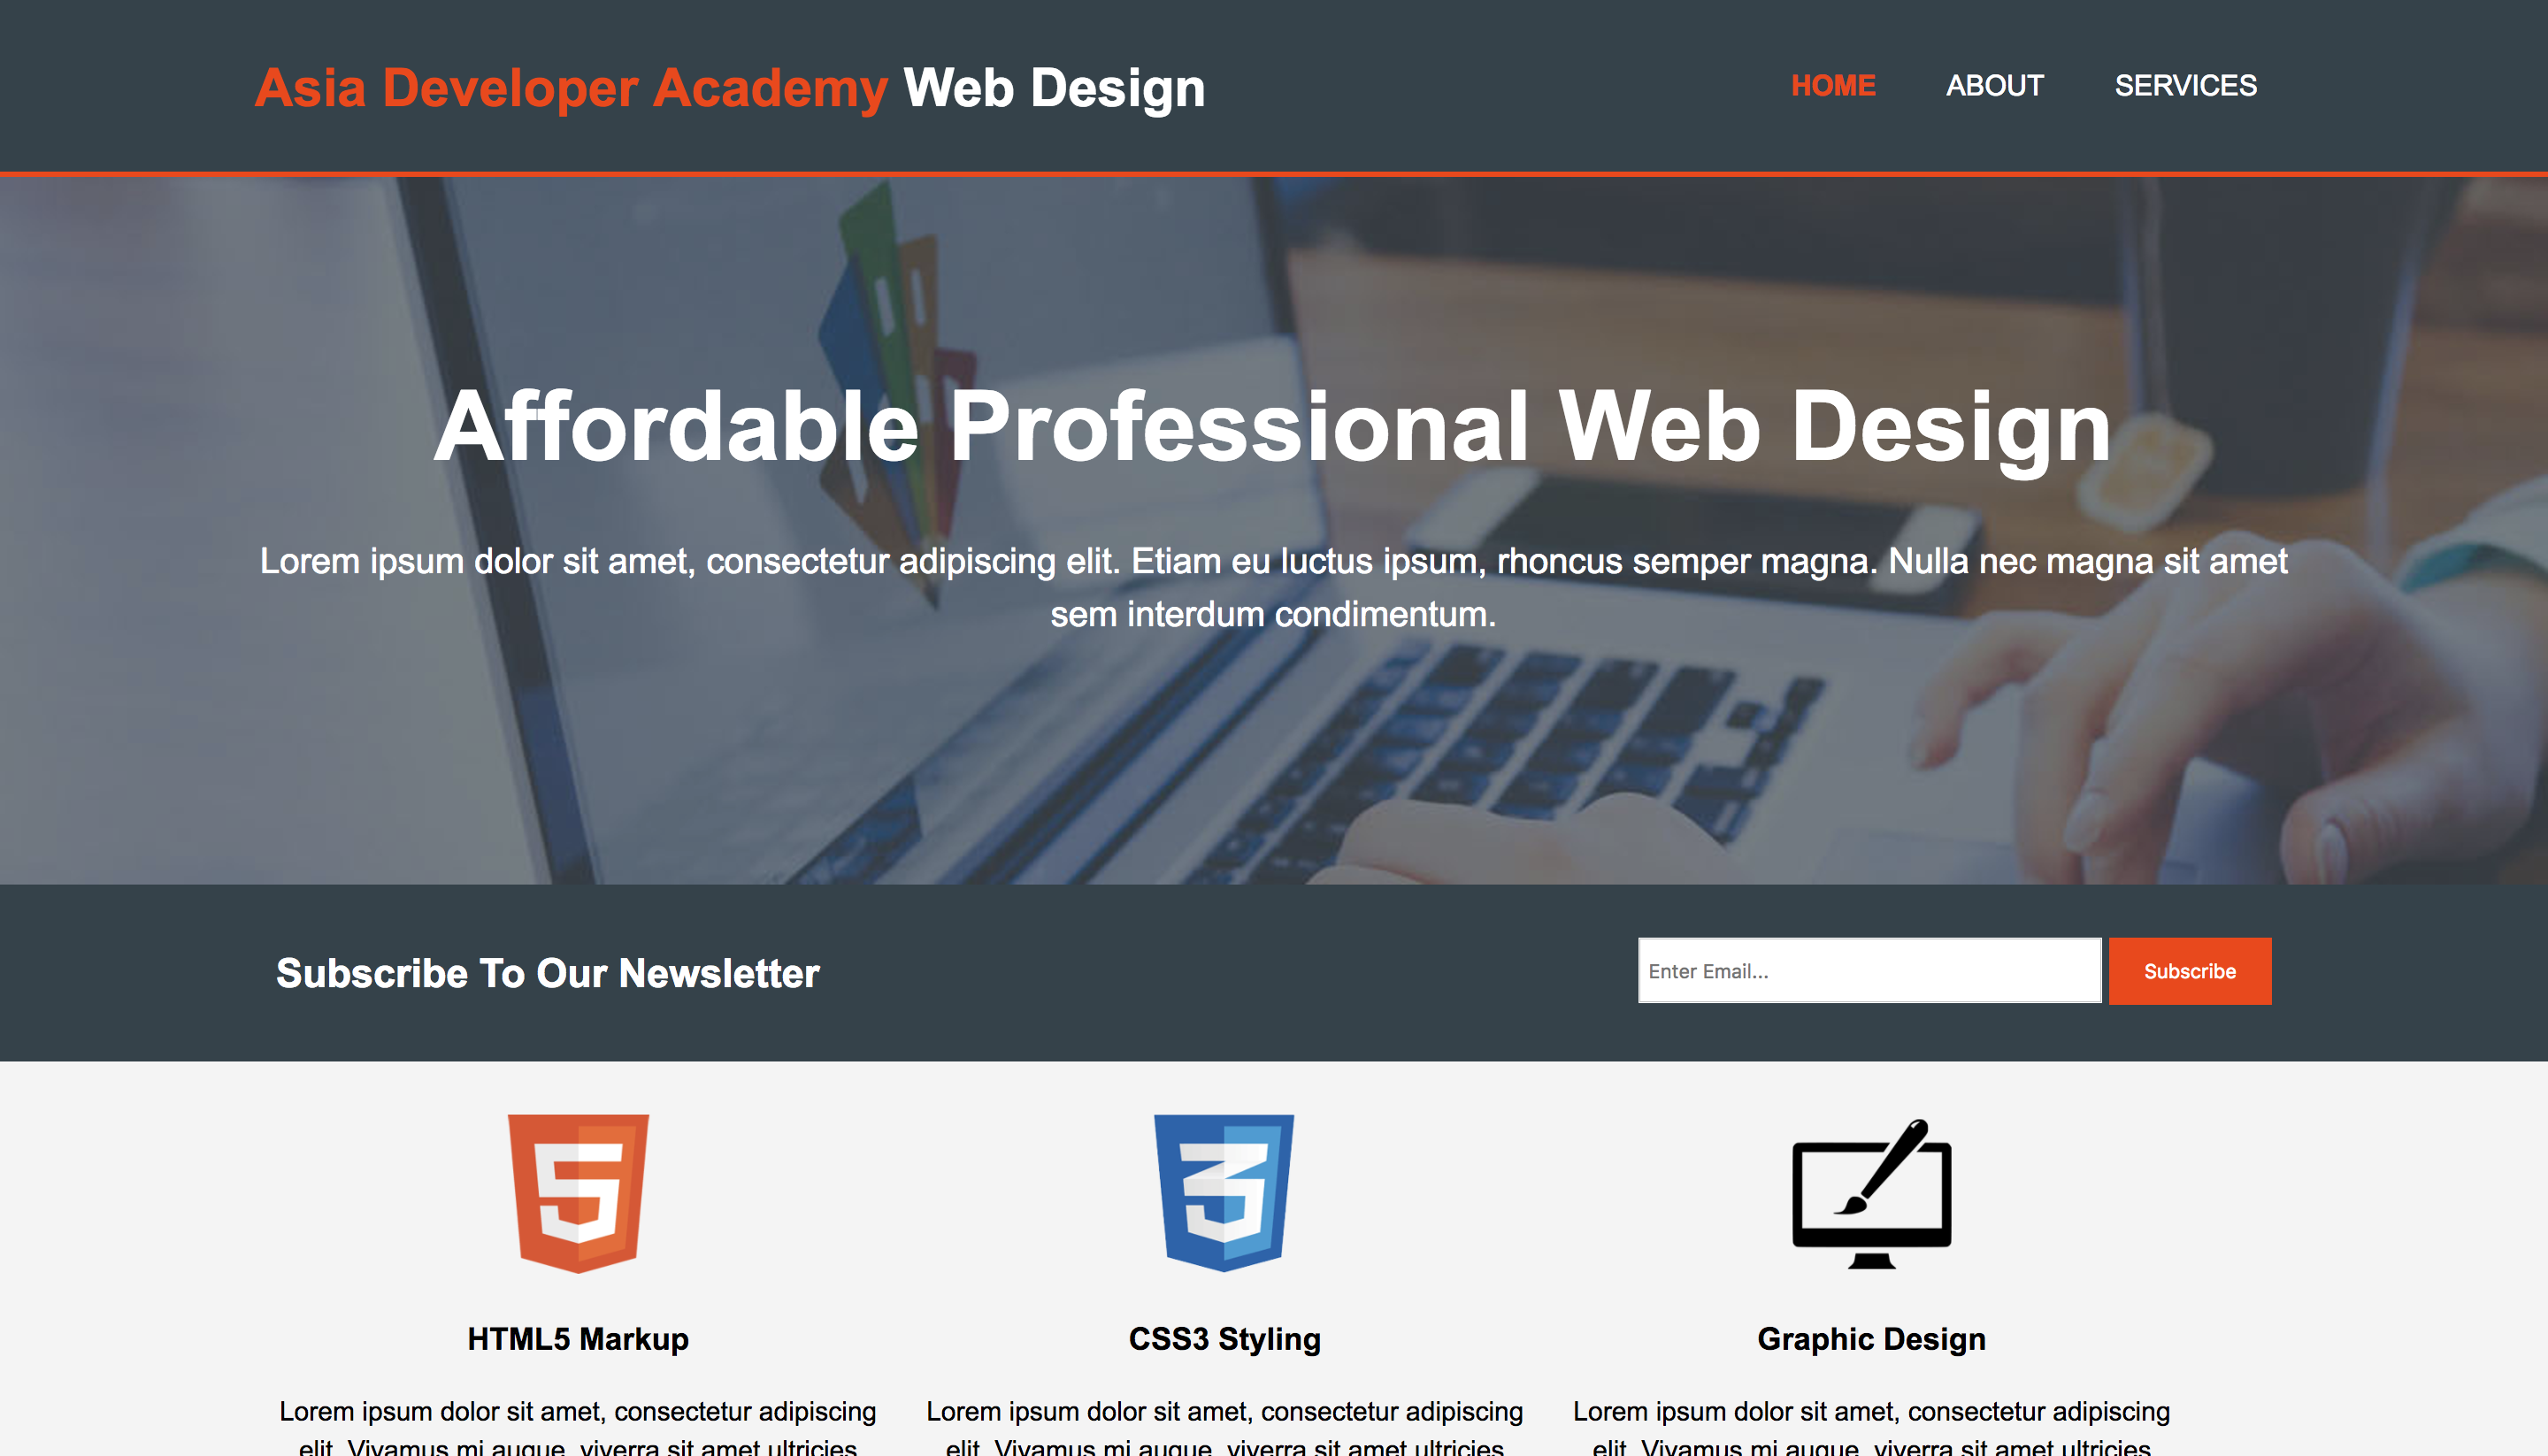 Asia Developer Academy Web Design
HOME ABOUT SERVICES
Affordable Professional Web Design
Lorem ipsum dolor sit amet, consectetur adipiscing elit. Etiam eu luctus ipsum, rhoncus semper magna. Nulla nec magna sit amet
sem interdum condimentum.
Subscribe To Our Newsletter
Enter Email...
Subscribe
HTML5 Markup
Lorem ipsum dolor sit amet, consectetur adipiscing
elit. Vivamus mi augue, viverra sit amet ultricies
CSS3 Styling
Lorem ipsum dolor sit amet, consectetur adipiscing
elit. Vivamus mi augue, viverra sit amet ultricies
Graphic Design
Lorem ipsum dolor sit amet, consectetur adipiscing
elit. Vivamus mi augue, viverra sit amet ultricies